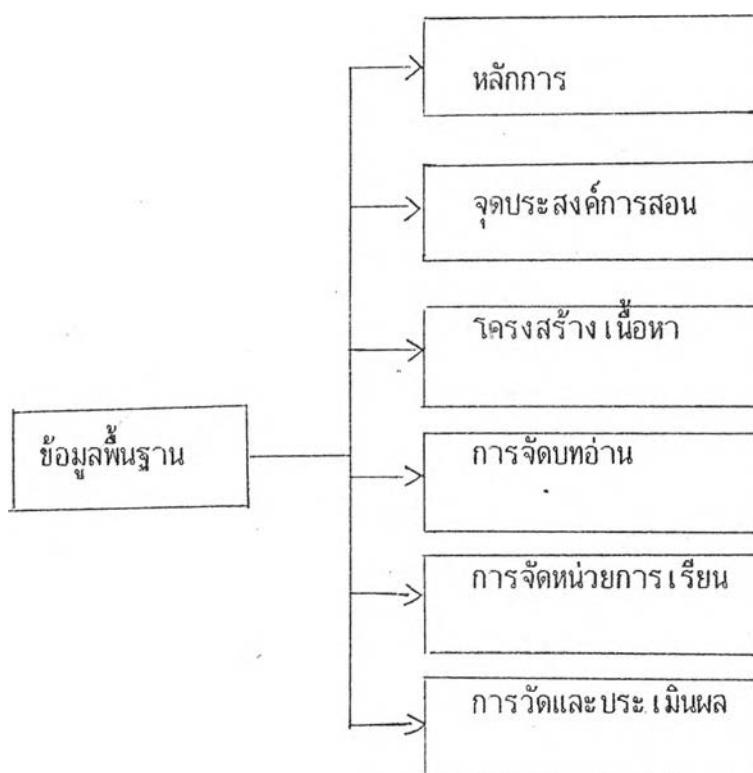 หลักการ
จุดประสงค์การสอน
โครงสร้างเนื้อหา
ข้อมูลพื้นฐาน
การจัดบทอ่าน
การจัดหน่วยการเรียน
การวัดและประเมินผล